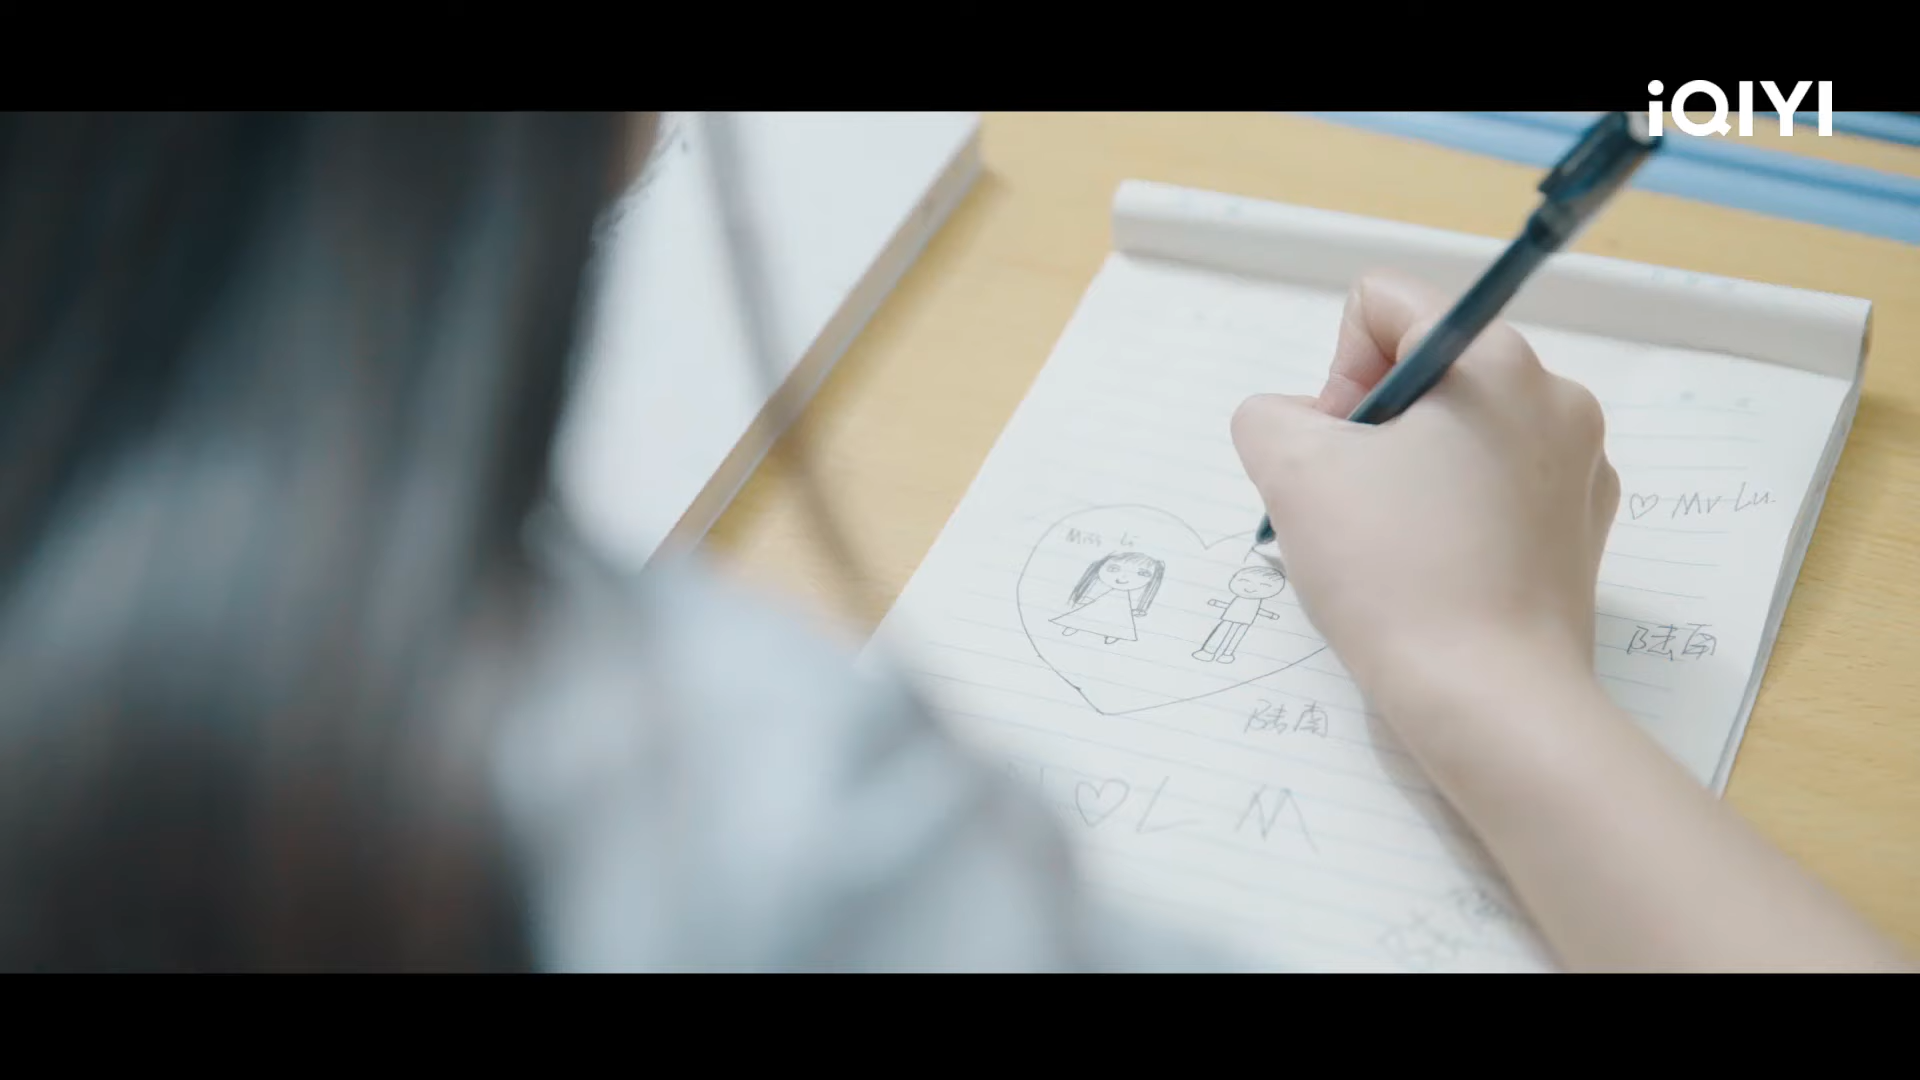 iQIYI
♡ Mr Lu.
Miss Li
陆南
陆南
♡ L W